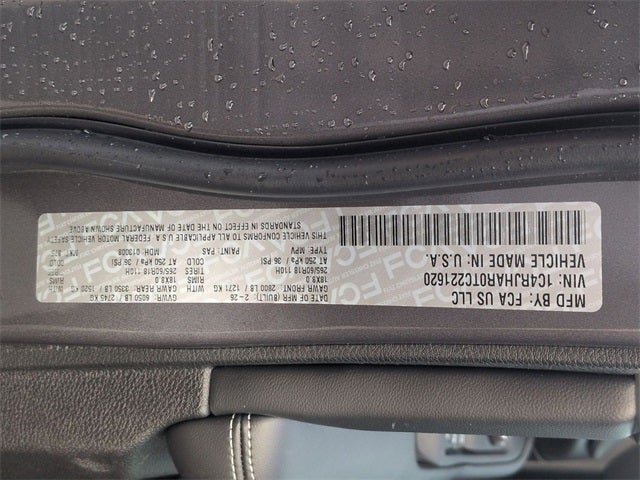 MFD BY: FCA US LLC
VIN: 1C4RJHAR0TC221620
VEHICLE MADE IN: U.S.A.
DATE OF MFR (BUILT): 2-26
GVWR: 6050 LB / 2745 KG
GAWR FRONT: 2800 LB / 1271 KG WITH
GAWR REAR: 3350 LB / 1520 KG WITH
18X8.0 RIMS
18X8.0 RIMS
265/60R18 110H TIRES
265/60R18 110H
AT 250 kPa / 36 PSI COLD
AT 250 kPa / 36 PSI
TYPE: MPV PAINT: PAS MDH: 013008
THIS VEHICLE CONFORMS TO ALL APPLICABLE U.S.A. FEDERAL MOTOR VEHICLE SAFETY
STANDARDS IN EFFECT ON THE DATE OF MANUFACTURE SHOWN ABOVE